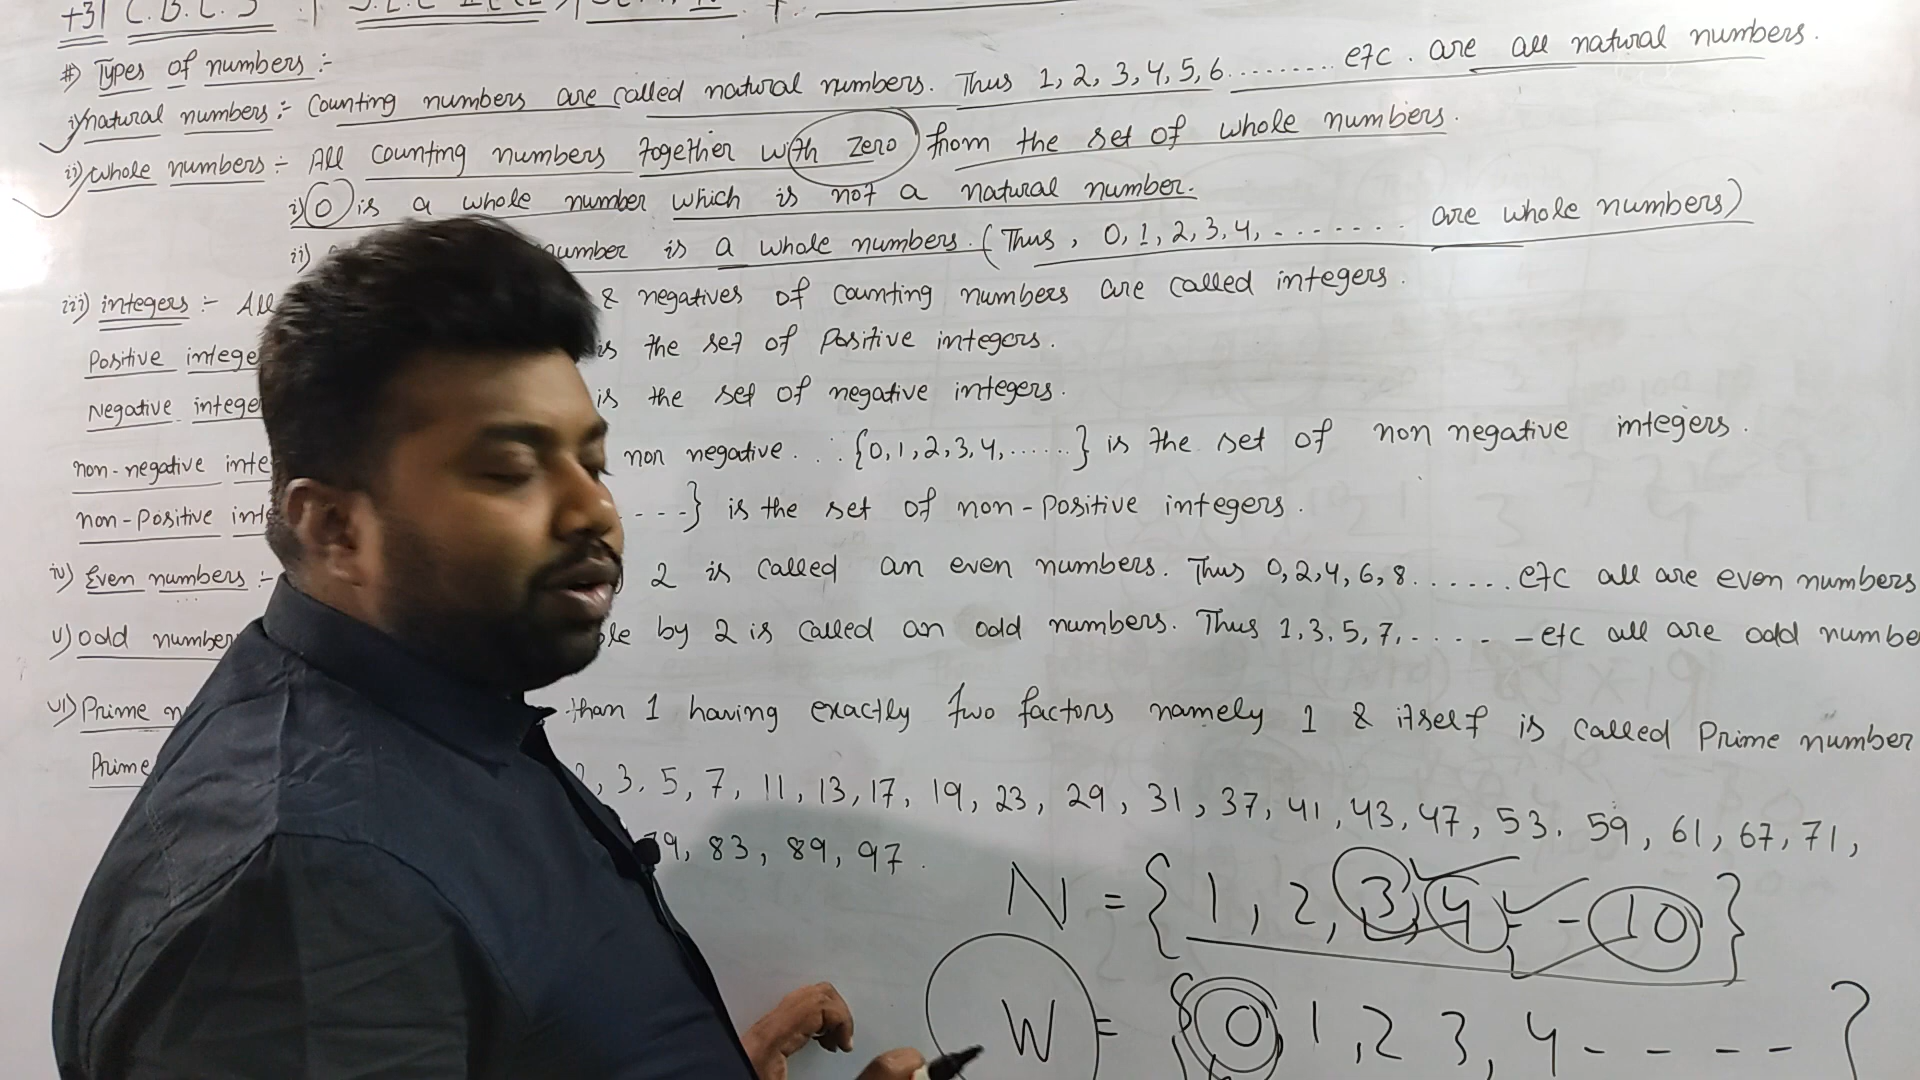 +3| C.B.C.S
#) Types of numbers :-
i) natural numbers :- Counting numbers are called natural numbers. Thus 1, 2, 3, 4, 5, 6 ......... etc. are all natural numbers.
ii) whole numbers :- All counting numbers together with zero from the set of whole numbers.
i) 0 is a whole number which is not a natural number.
ii) number is a whole numbers. (Thus, 0, 1, 2, 3, 4, - - - - - - - are whole numbers)
iii) integers :- All & negatives of counting numbers are called integers.
Positive intege is the set of Positive integers.
Negative intege is the set of negative integers.
non-negative inte non negative. ∴ {0, 1, 2, 3, 4, ......} is the set of non negative integers.
non-positive inte - - - -} is the set of non-positive integers.
iv) Even numbers :- 2 is called an even numbers. Thus 0, 2, 4, 6, 8 ...... etc all are even numbers
v) odd number ble by 2 is called an odd numbers. Thus 1, 3, 5, 7, - - - - - etc all are odd numbe
vi) Prime n than 1 having exactly two factors namely 1 & itself is called Prime number
Prime , 3, 5, 7, 11, 13, 17, 19, 23, 29, 31, 37, 41, 43, 47, 53, 59, 61, 67, 71,
79, 83, 89, 97.
N = {1, 2, 3, 4, - - 10}
W = {0, 1, 2 3, 4 - - - - }